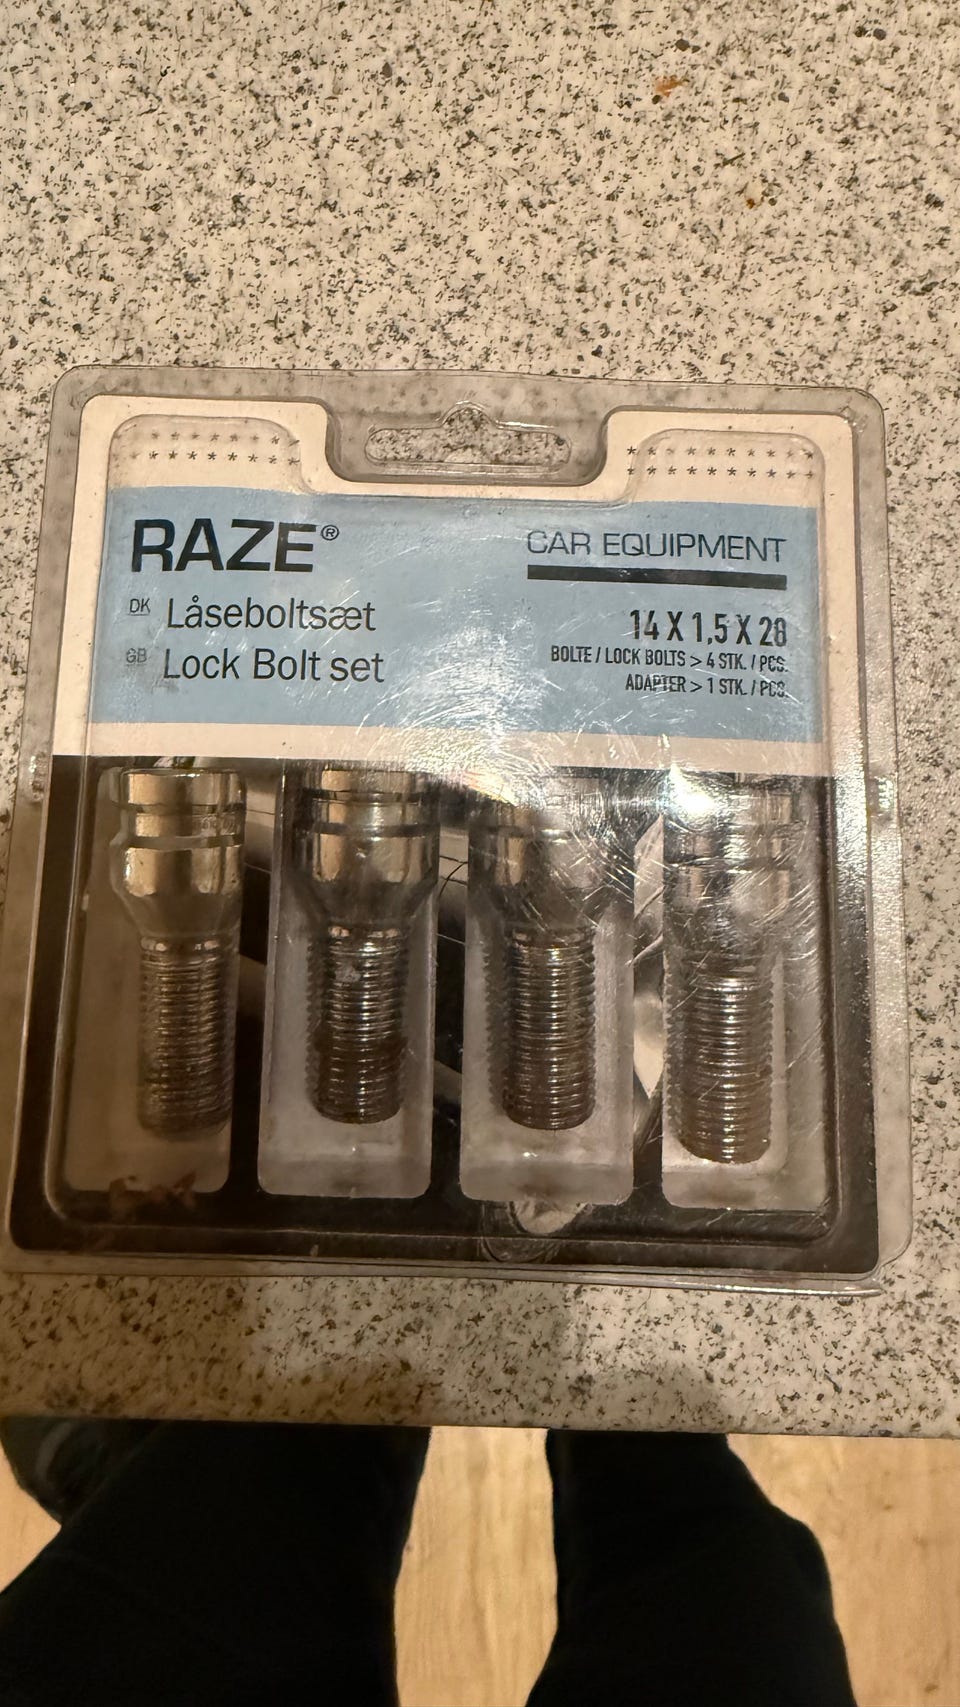 RAZE®
DK Låseboltsæt
GB Lock Bolt set
CAR EQUIPMENT
14 X 1,5 X 28
BOLTE / LOCK BOLTS > 4 STK. / PCS.
ADAPTER > 1 STK. / PCS.